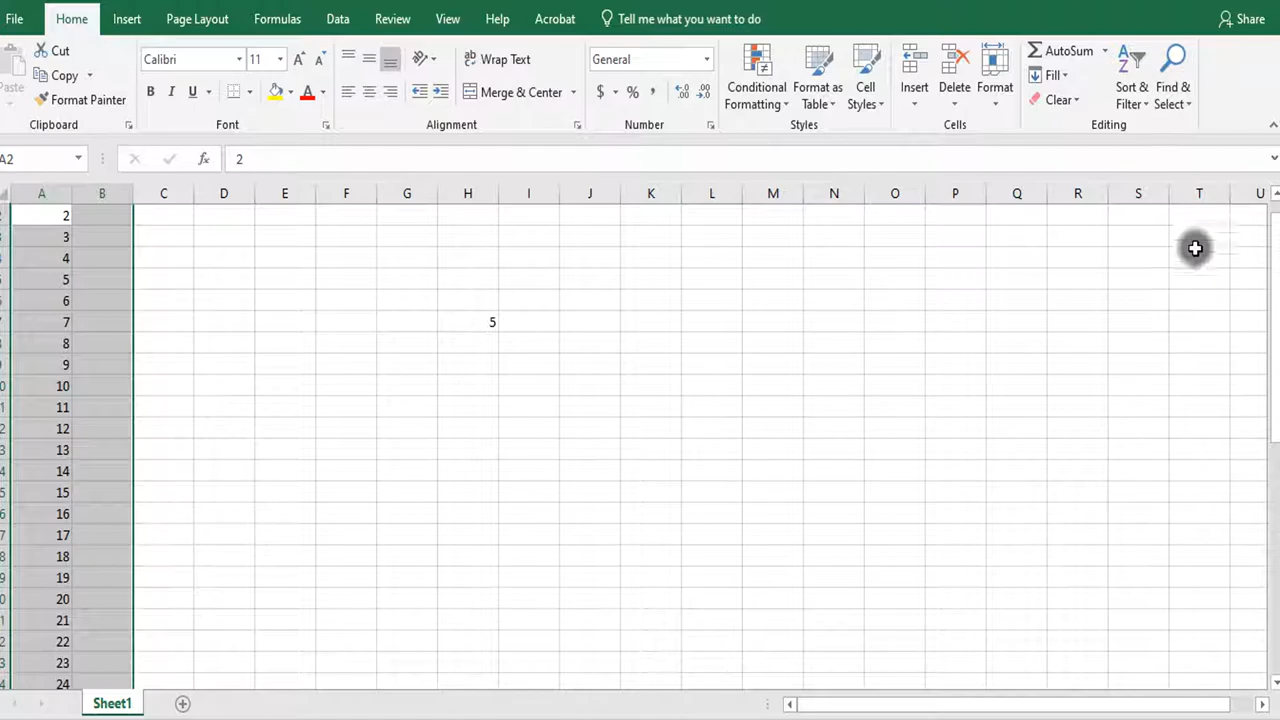 File Home Insert Page Layout Formulas Data Review View Help Acrobat Tell me what you want to do Share
Paste
Cut
Copy
Format Painter
Clipboard
Calibri 11 A A
B I U A
Font
ab Wrap Text
Merge & Center
Alignment
General
$ % , .00
Number
Conditional Formatting
Format as Table
Cell Styles
Styles
Insert Delete Format
Cells
AutoSum
Fill
Clear
Sort & Filter
Find & Select
Editing
A2 fx 2
A B C D E F G H I J K L M N O P Q R S T U
2
3
4
5
6
7 5
8
9
10
11
12
13
14
15
16
17
18
19
20
21
22
23
24
Sheet1